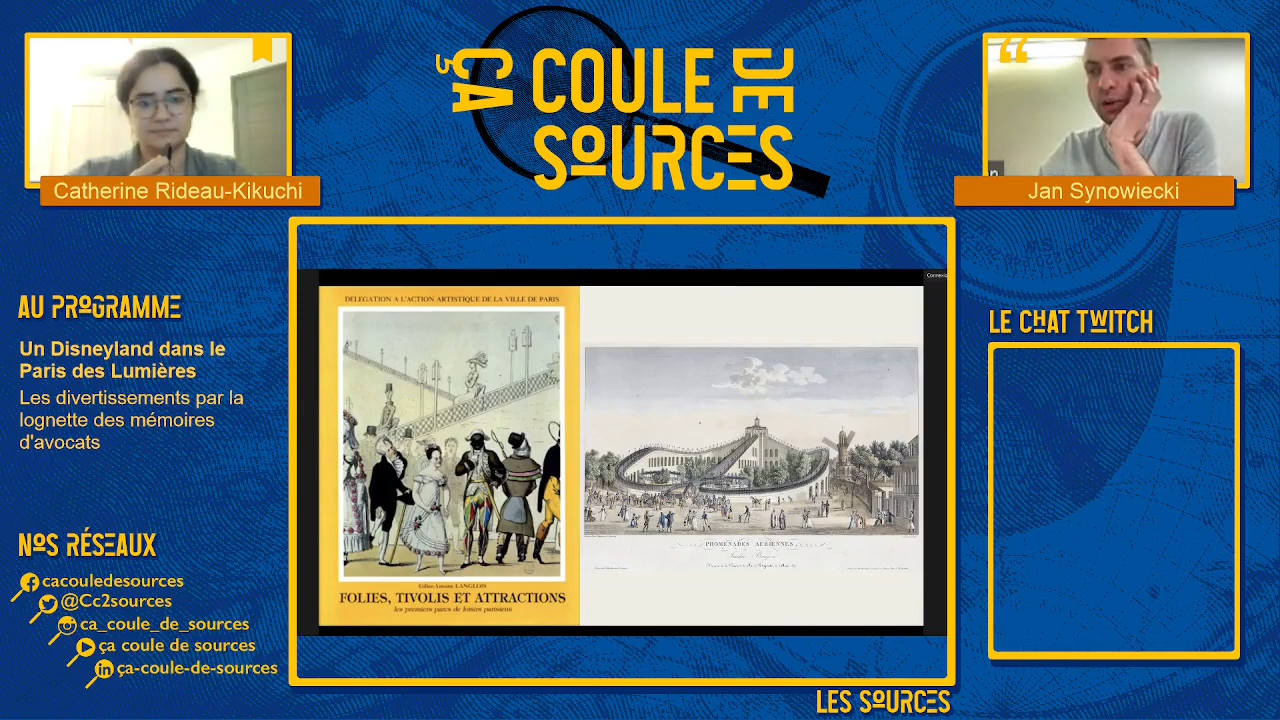 ÇA COULE DE
SOURCES
Catherine Rideau-Kikuchi
Jan Synowiecki
AU PROGRAMME
Un Disneyland dans le
Paris des Lumières
Les divertissements par la
lognette des mémoires
d'avocats
NOS RÉSEAUX
cacouledesources
@Cc2sources
ca_coule_de_sources
ça coule de sources
ça-coule-de-sources
DELEGATION A L'ACTION ARTISTIQUE DE LA VILLE DE PARIS
Gilles-Antoine LANGLOIS
FOLIES, TIVOLIS ET ATTRACTIONS
les premiers parcs de loisirs parisiens
PROMENADES AERIENNES,
LE CHAT TWITCH
LES SOURCES